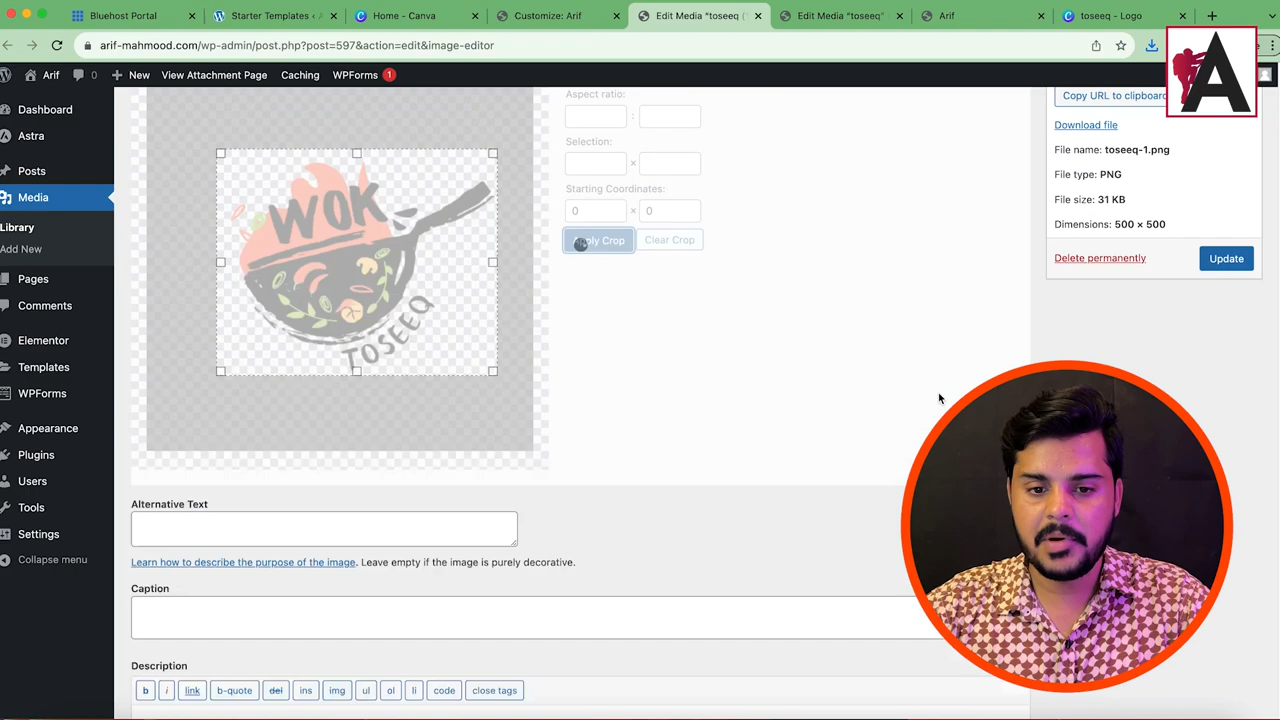 Bluehost Portal
Starter Templates ‹ A
Home - Canva
Customize: Arif
Edit Media "toseeq (
Edit Media "toseeq"
Arif
toseeq - Logo
arif-mahmood.com/wp-admin/post.php?post=597&action=edit&image-editor
Arif
0
New
View Attachment Page
Caching
WPForms 1
A
Dashboard
Astra
Posts
Media
Library
Add New
Pages
Comments
Elementor
Templates
WPForms
Appearance
Plugins
Users
Tools
Settings
Collapse menu
WOK
TOSEEQ
Aspect ratio:
:
Selection:
×
Starting Coordinates:
0 × 0
Apply Crop
Clear Crop
Copy URL to clipboard
Download file
File name: toseeq-1.png
File type: PNG
File size: 31 KB
Dimensions: 500 × 500
Delete permanently
Update
Alternative Text
Learn how to describe the purpose of the image. Leave empty if the image is purely decorative.
Caption
Description
b
i
link
b-quote
del
ins
img
ul
ol
li
code
close tags